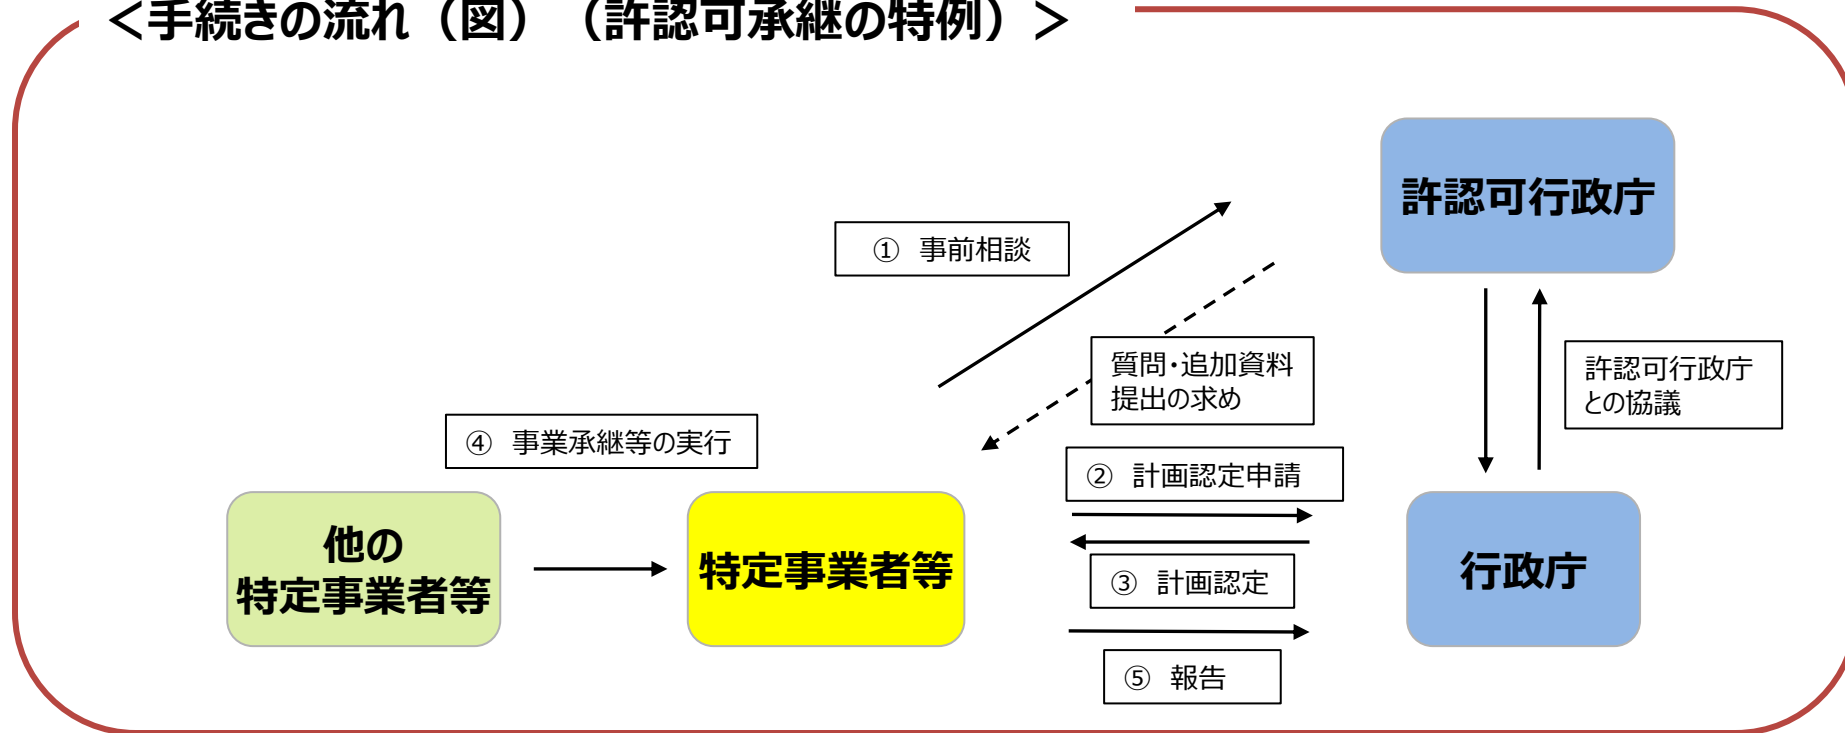 ＜手続きの流れ（図）（許認可承継の特例）＞
許認可行政庁
① 事前相談
質問・追加資料
提出の求め
許認可行政庁
との協議
④ 事業承継等の実行
② 計画認定申請
他の
特定事業者等
特定事業者等
③ 計画認定
行政庁
⑤ 報告